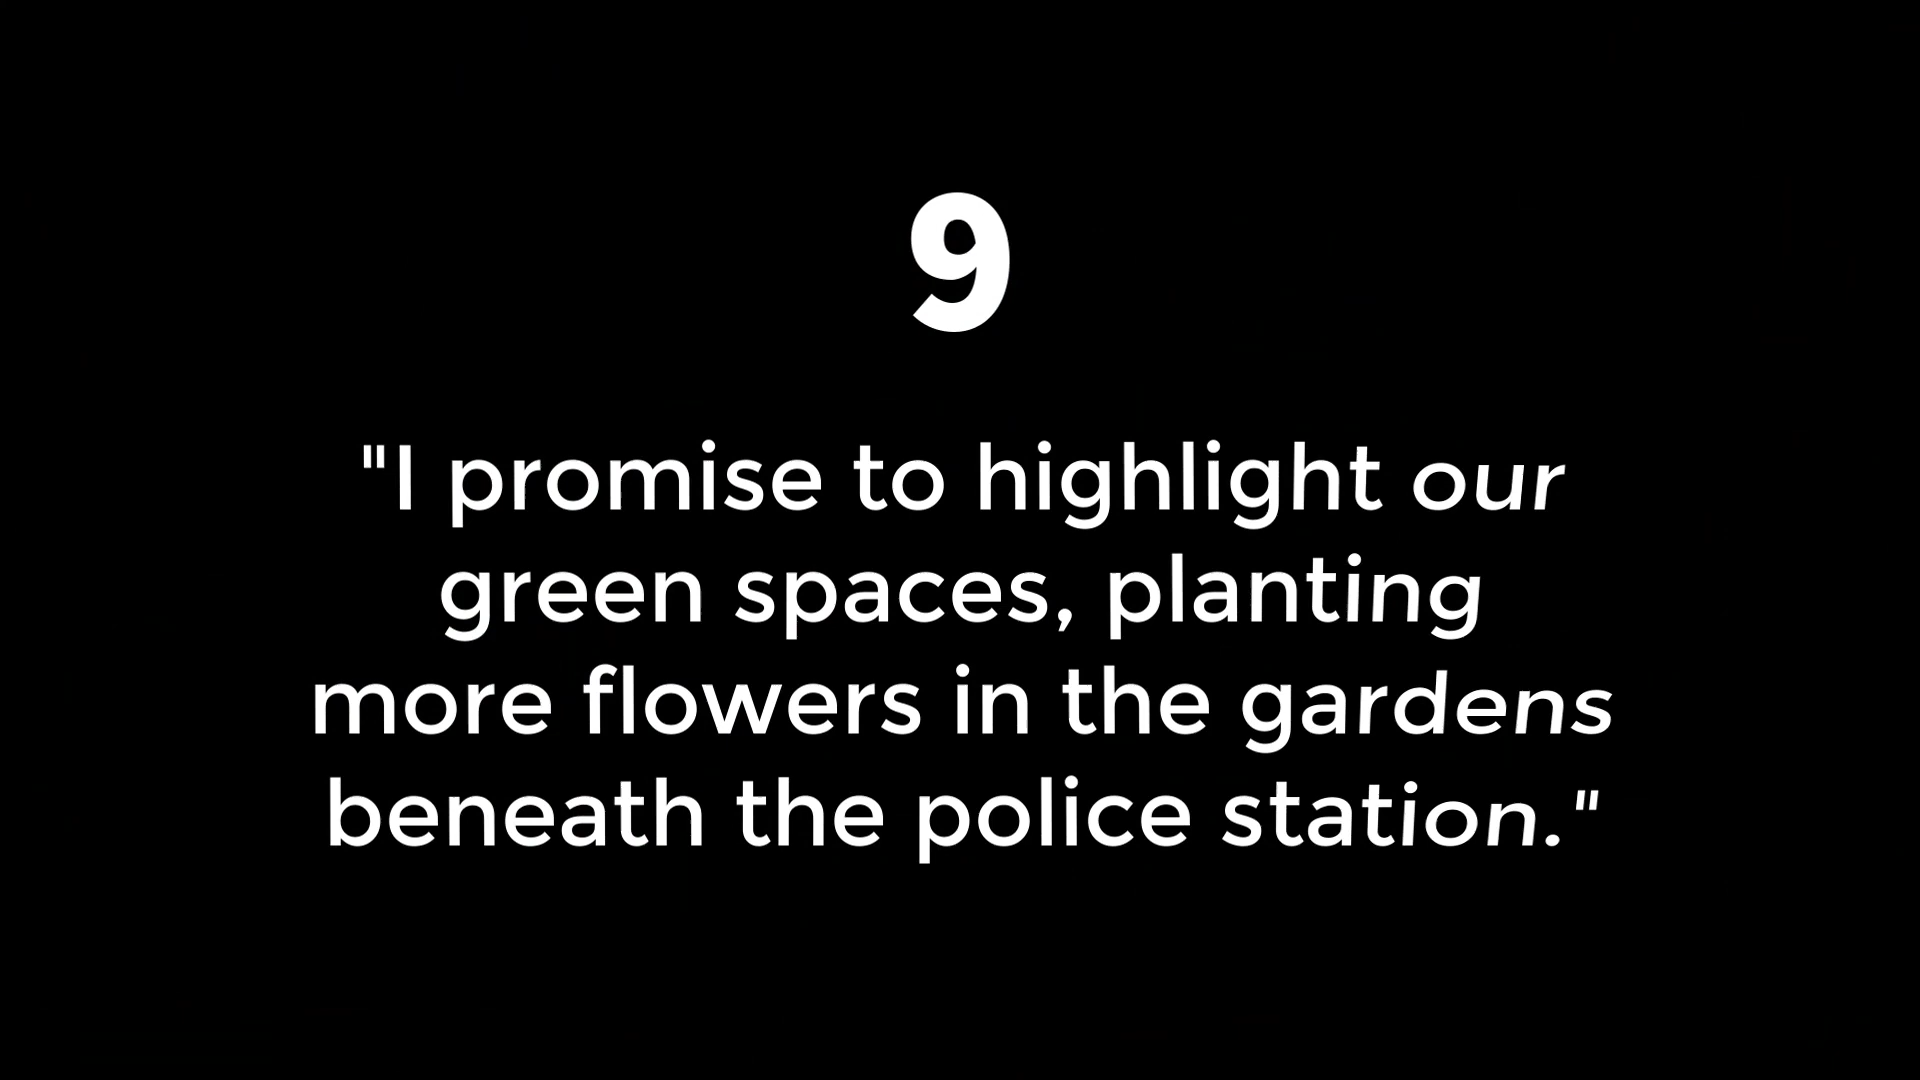 9
"I promise to highlight our
green spaces, planting
more flowers in the gardens
beneath the police station."